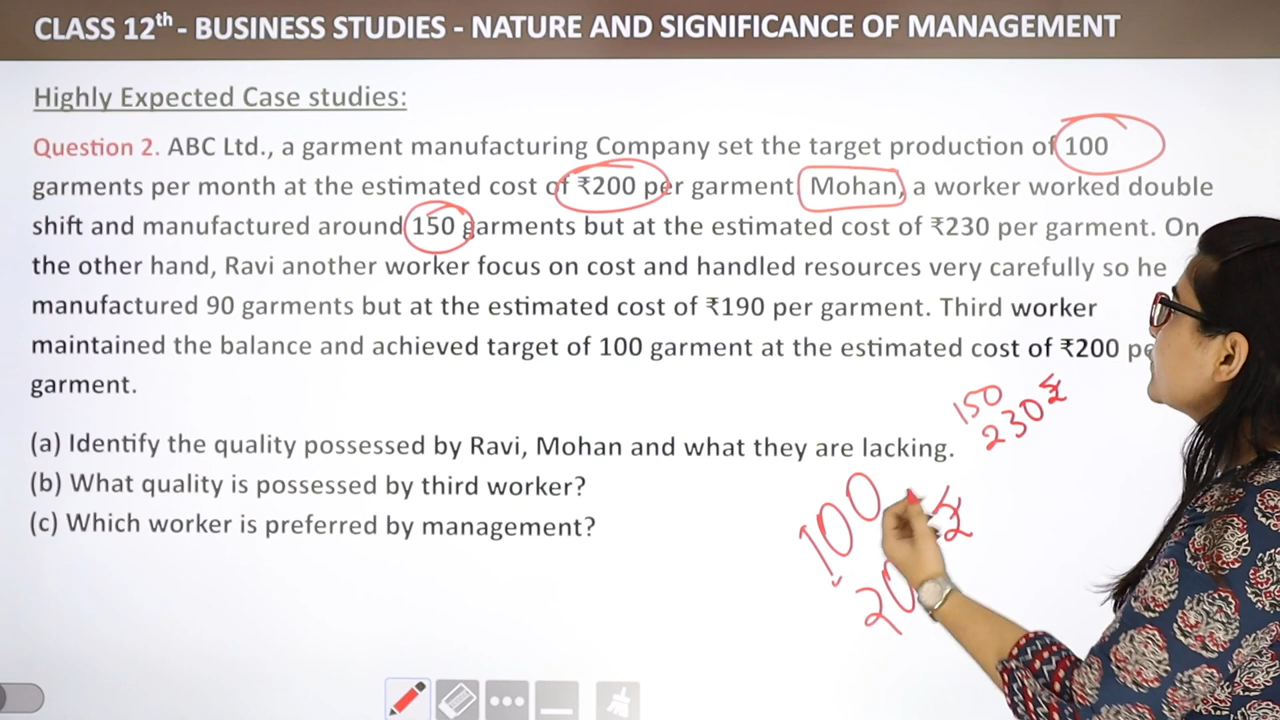 CLASS 12th - BUSINESS STUDIES - NATURE AND SIGNIFICANCE OF MANAGEMENT
Highly Expected Case studies:
Question 2. ABC Ltd., a garment manufacturing Company set the target production of 100
garments per month at the estimated cost of ₹200 per garment Mohan, a worker worked double
shift and manufactured around 150 garments but at the estimated cost of ₹230 per garment. On
the other hand, Ravi another worker focus on cost and handled resources very carefully so he
manufactured 90 garments but at the estimated cost of ₹190 per garment. Third worker
maintained the balance and achieved target of 100 garment at the estimated cost of ₹200
garment.
150
230 ₹
(a) Identify the quality possessed by Ravi, Mohan and what they are lacking.
(b) What quality is possessed by third worker?
(c) Which worker is preferred by management?
100
20 ₹